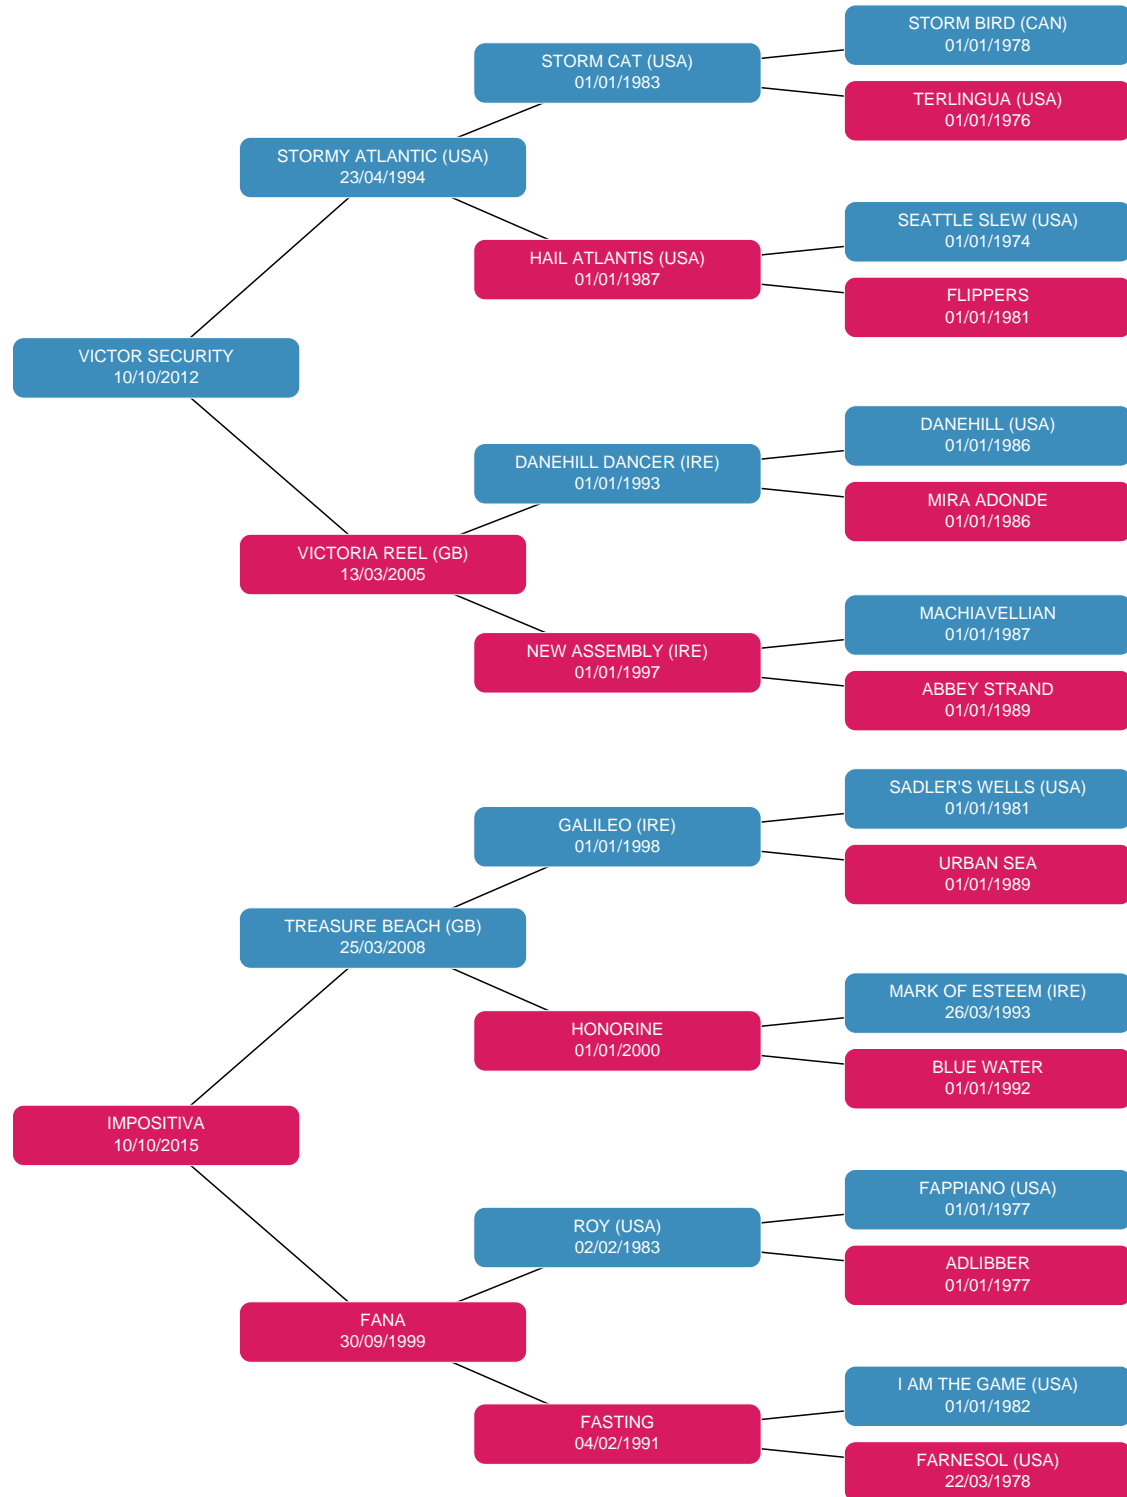 STORM BIRD (CAN)
01/01/1978
STORM CAT (USA)
01/01/1983
TERLINGUA (USA)
01/01/1976
STORMY ATLANTIC (USA)
23/04/1994
SEATTLE SLEW (USA)
01/01/1974
HAIL ATLANTIS (USA)
01/01/1987
FLIPPERS
01/01/1981
VICTOR SECURITY
10/10/2012
DANEHILL (USA)
01/01/1986
DANEHILL DANCER (IRE)
01/01/1993
MIRA ADONDE
01/01/1986
VICTORIA REEL (GB)
13/03/2005
MACHIAVELLIAN
01/01/1987
NEW ASSEMBLY (IRE)
01/01/1997
ABBEY STRAND
01/01/1989
SADLER'S WELLS (USA)
01/01/1981
GALILEO (IRE)
01/01/1998
URBAN SEA
01/01/1989
TREASURE BEACH (GB)
25/03/2008
MARK OF ESTEEM (IRE)
26/03/1993
HONORINE
01/01/2000
BLUE WATER
01/01/1992
IMPOSITIVA
10/10/2015
FAPPIANO (USA)
01/01/1977
ROY (USA)
02/02/1983
ADLIBBER
01/01/1977
FANA
30/09/1999
I AM THE GAME (USA)
01/01/1982
FASTING
04/02/1991
FARNESOL (USA)
22/03/1978